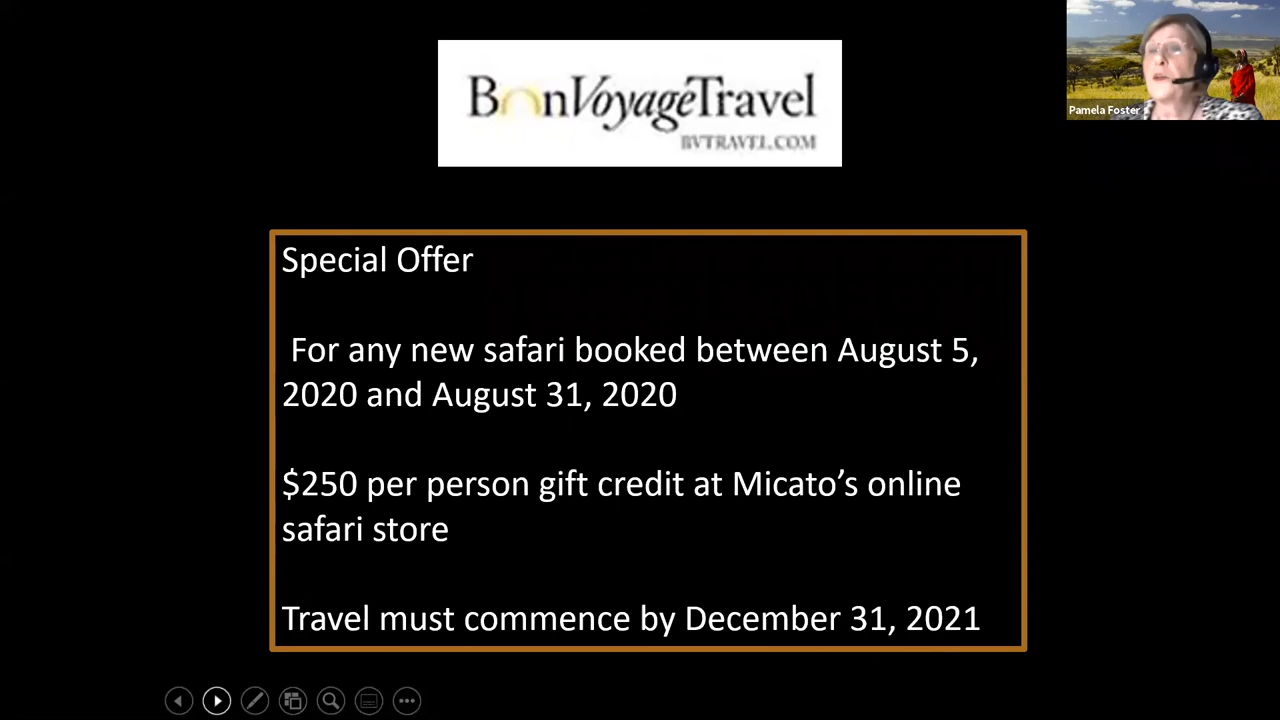 BonVoyageTravel
BVTRAVEL.COM
Pamela Foster
Special Offer
For any new safari booked between August 5,
2020 and August 31, 2020
$250 per person gift credit at Micato’s online
safari store
Travel must commence by December 31, 2021